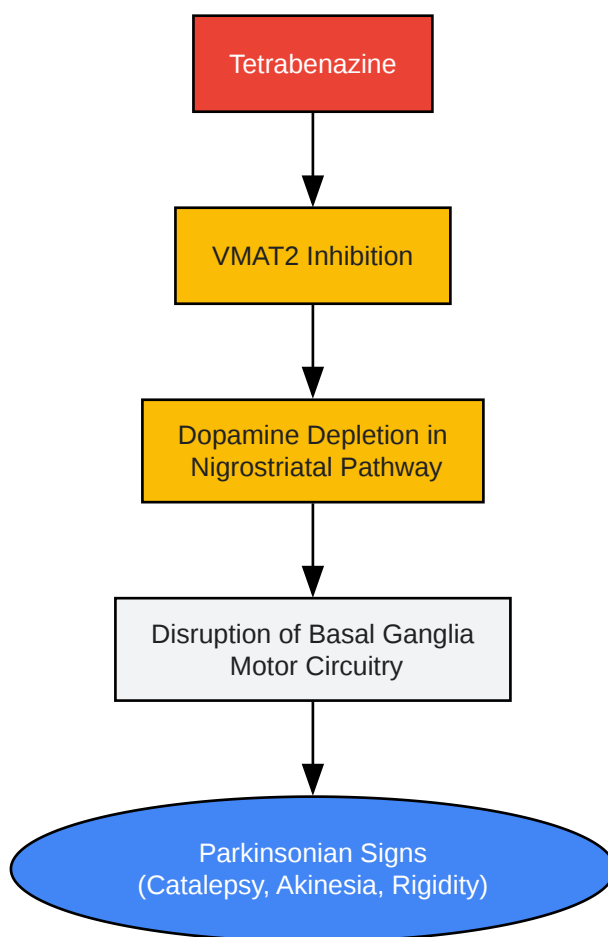 Tetrabenazine
VMAT2 Inhibition
Dopamine Depletion in
Nigrostriatal Pathway
Disruption of Basal Ganglia
Motor Circuitry
Parkinsonian Signs
(Catalepsy, Akinesia, Rigidity)